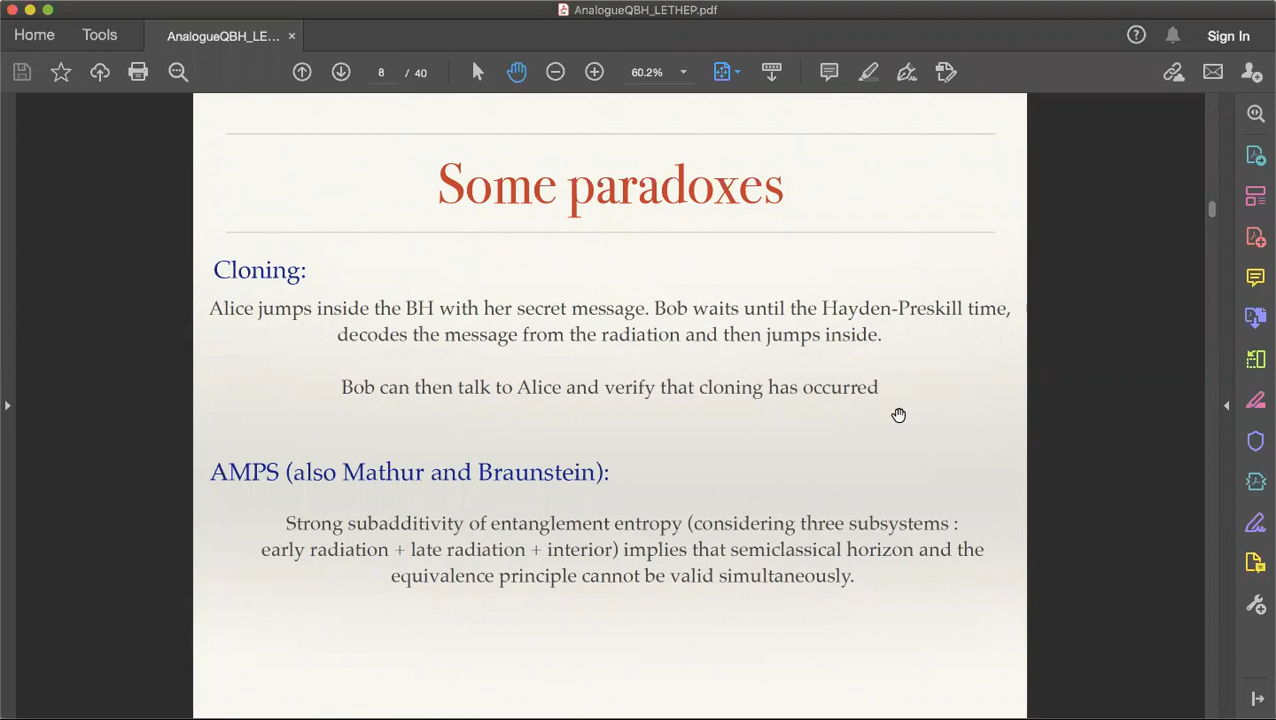 AnalogueQBH_LETHEP.pdf
Home
Tools
AnalogueQBH_LE...
Sign In
8 / 40
60.2%
Some paradoxes
Cloning:
Alice jumps inside the BH with her secret message. Bob waits until the Hayden-Preskill time,
decodes the message from the radiation and then jumps inside.
Bob can then talk to Alice and verify that cloning has occurred
AMPS (also Mathur and Braunstein):
Strong subadditivity of entanglement entropy (considering three subsystems :
early radiation + late radiation + interior) implies that semiclassical horizon and the
equivalence principle cannot be valid simultaneously.